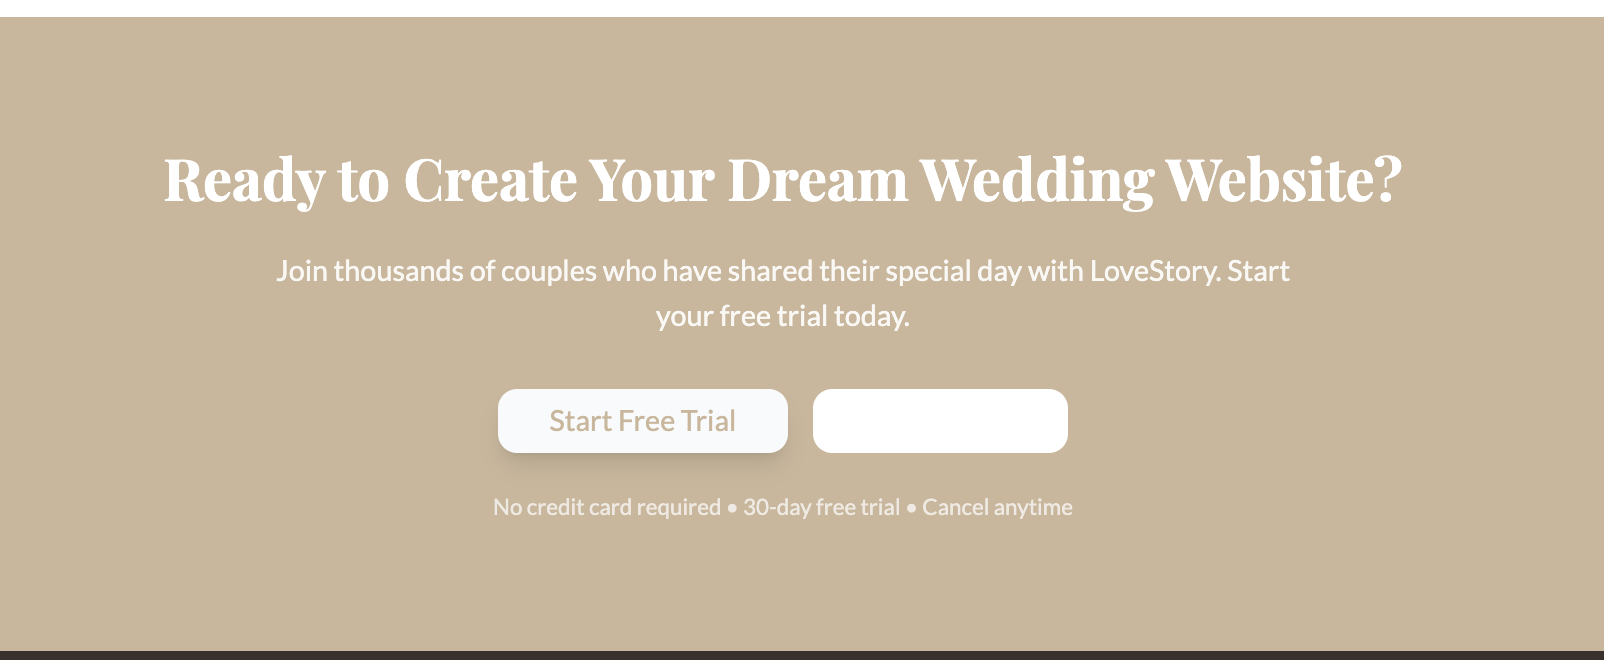 Ready to Create Your Dream Wedding Website?
Join thousands of couples who have shared their special day with LoveStory. Start
your free trial today.
Start Free Trial
No credit card required • 30-day free trial • Cancel anytime